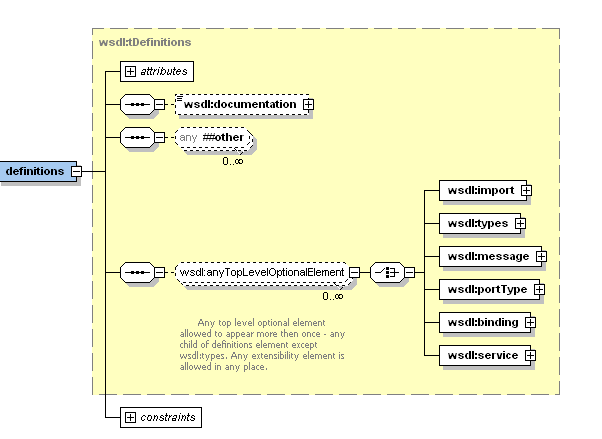 wsdl:tDefinitions
attributes
wsdl:documentation
any ##other
0..∞
definitions
wsdl:import
wsdl:types
wsdl:message
wsdl:anyTopLevelOptionalElement
0..∞
wsdl:portType
wsdl:binding
wsdl:service
Any top level optional element
allowed to appear more then once - any
child of definitions element except
wsdl:types. Any extensibility element is
allowed in any place.
constraints